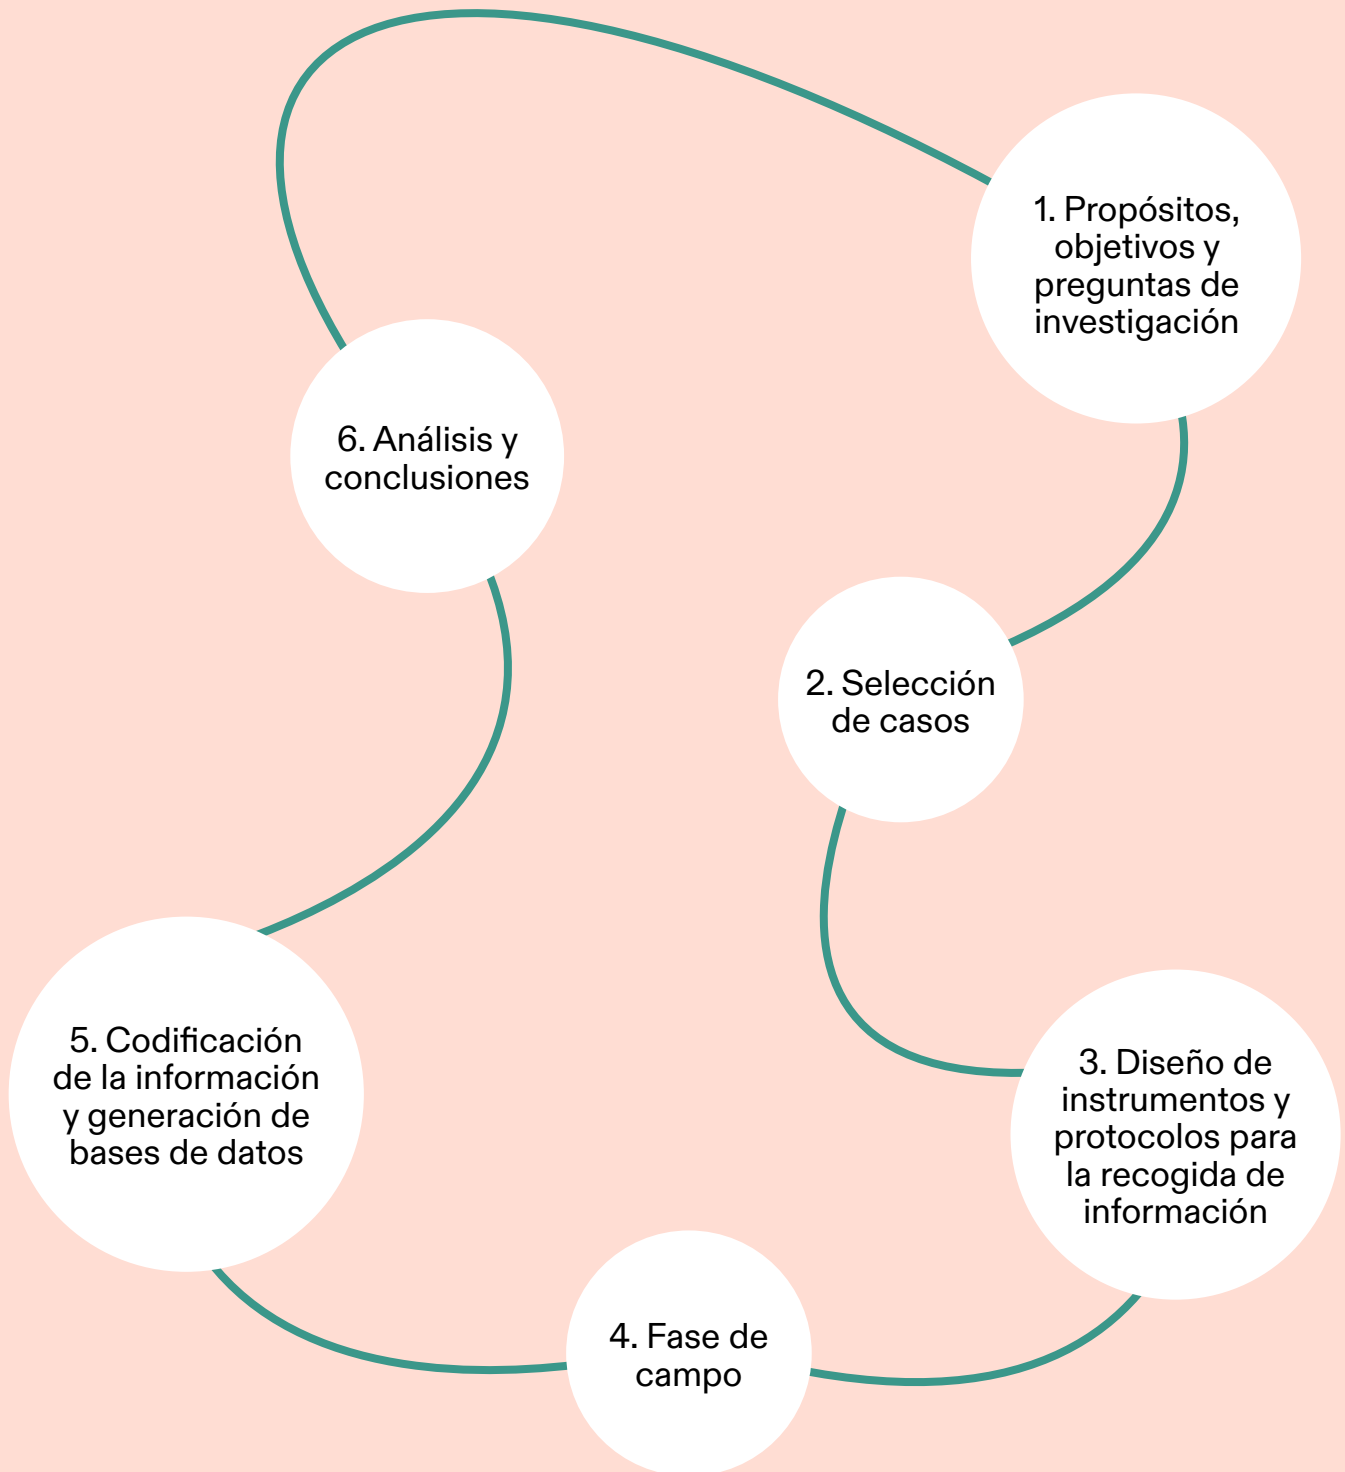 1. Propósitos,
objetivos y
preguntas de
investigación
2. Selección
de casos
3. Diseño de
instrumentos y
protocolos para
la recogida de
información
4. Fase de
campo
5. Codificación
de la información
y generación de
bases de datos
6. Análisis y
conclusiones